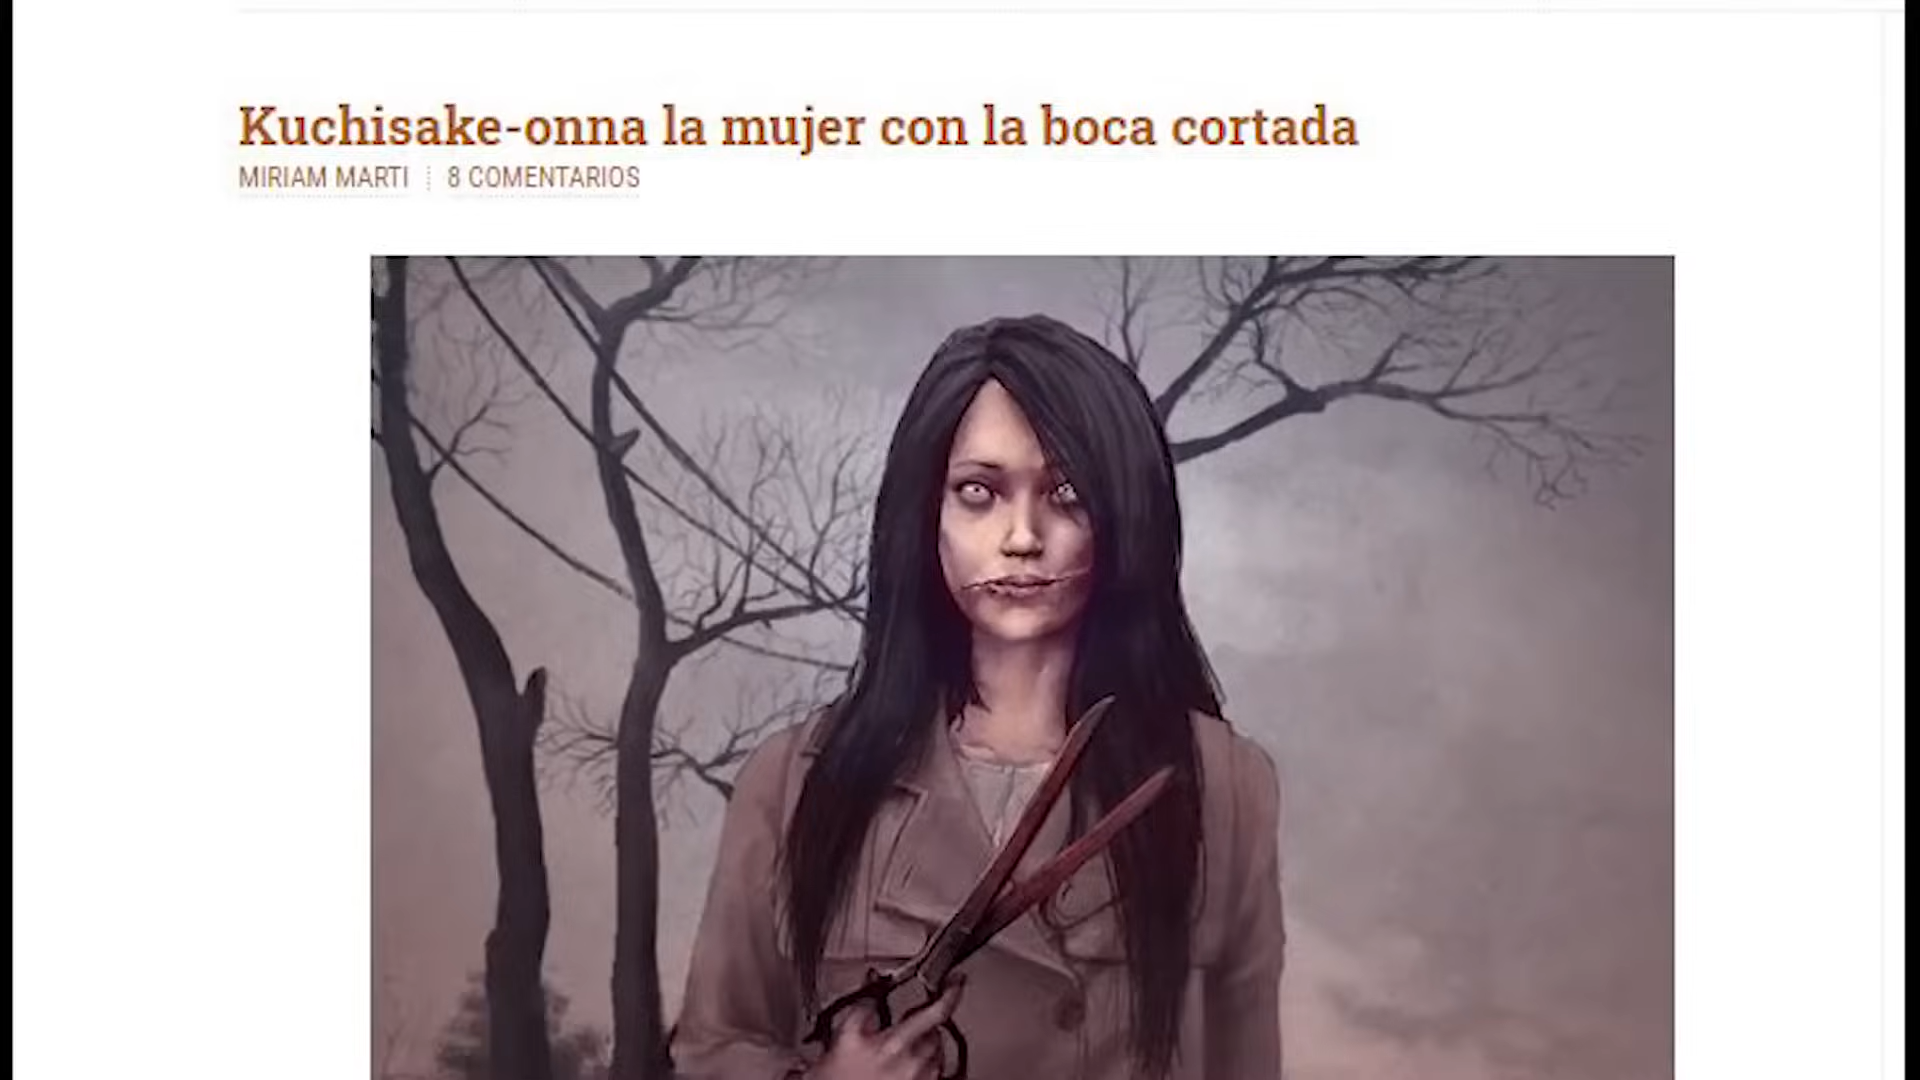 Kuchisake-onna la mujer con la boca cortada
MIRIAM MARTI 8 COMENTARIOS